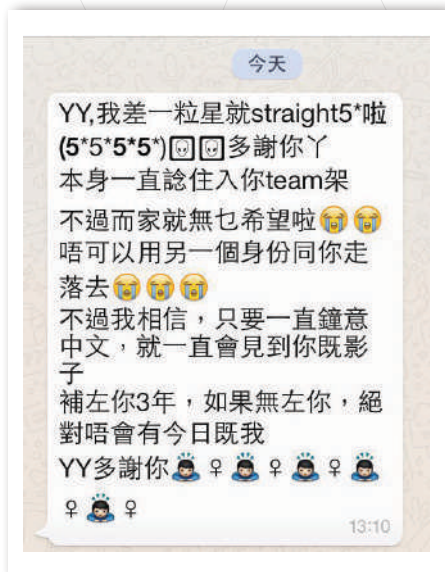 今天
YY,我差一粒星就straight5*啦
(5*5*5*5*)👽👽多謝你丫
本身一直諗住入你team架
不過而家就無乜希望啦😭😭
唔可以用另一個身份同你走
落去😭😭😭
不過我相信，只要一直鐘意
中文，就一直會見到你既影
子
補左你3年，如果無左你，絕
對唔會有今日既我
YY多謝你🙇♀🙇♀🙇♀🙇
♀🙇♀
13:10